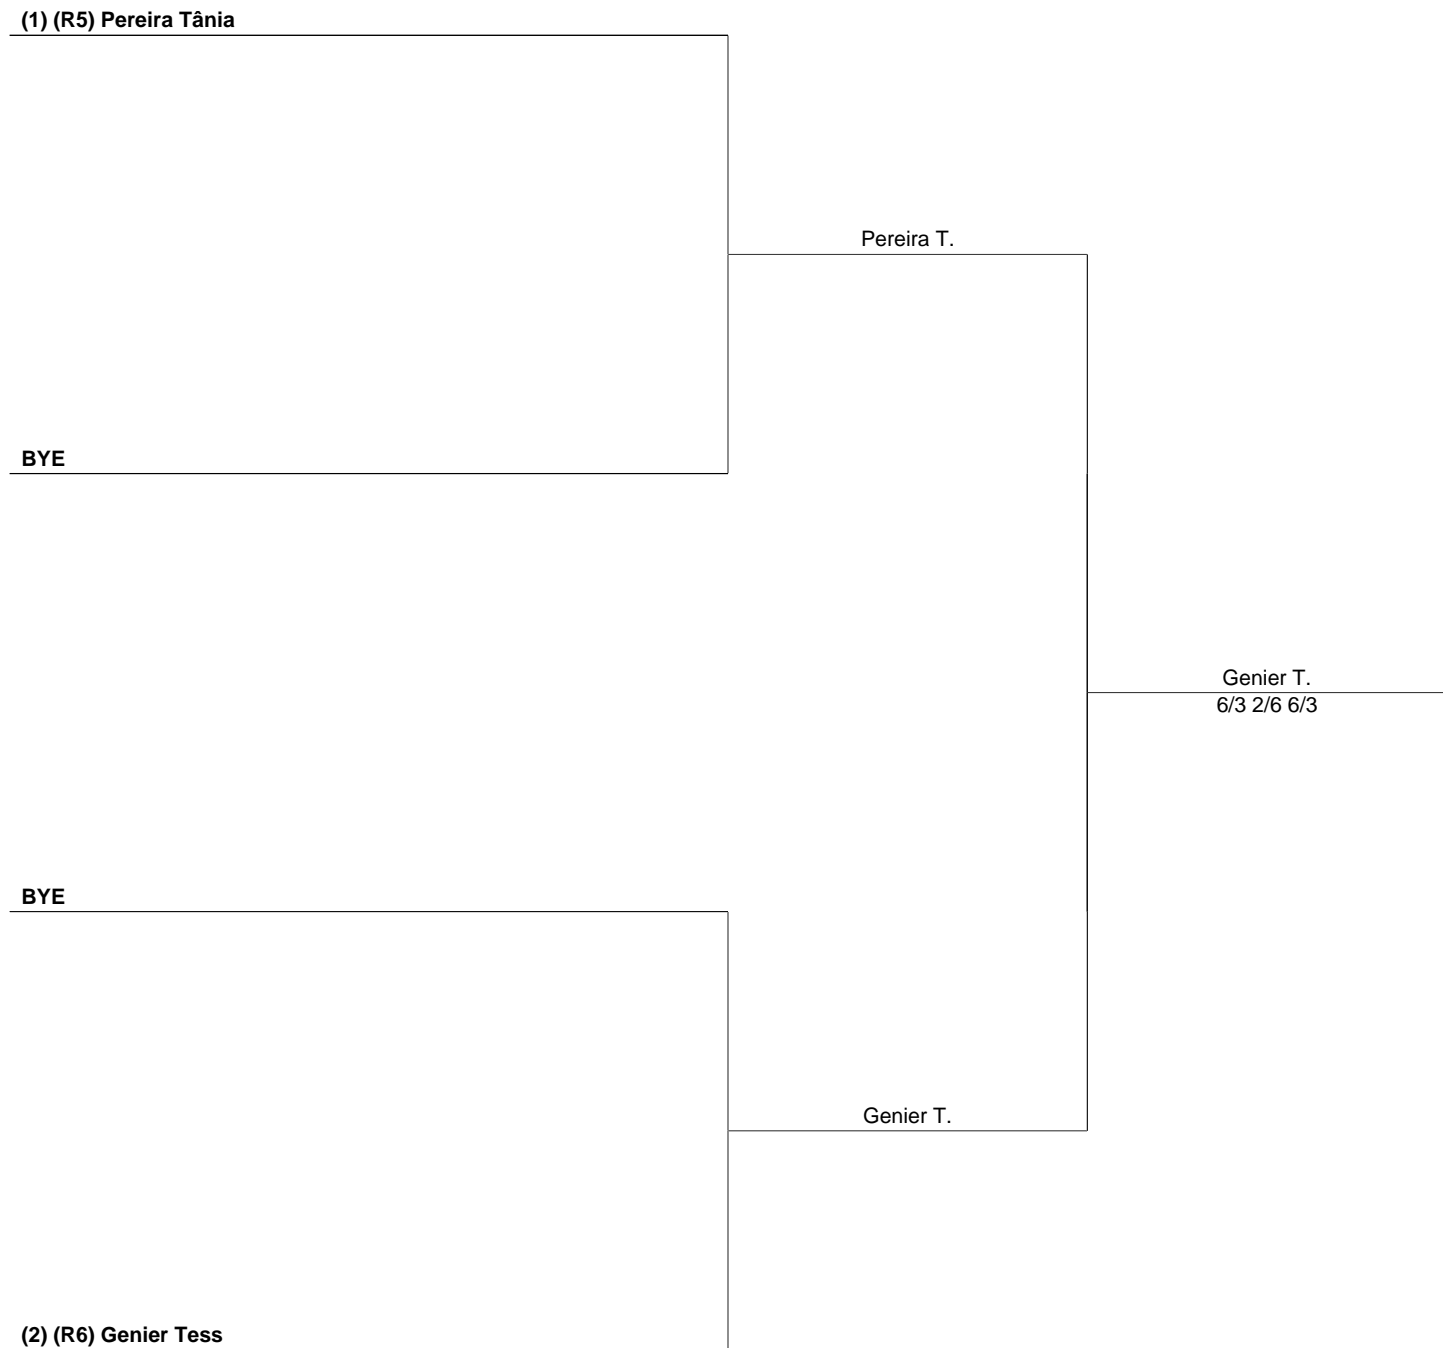 (1) (R5) Pereira Tânia
Pereira T.
BYE
Genier T.
6/3 2/6 6/3
BYE
Genier T.
(2) (R6) Genier Tess